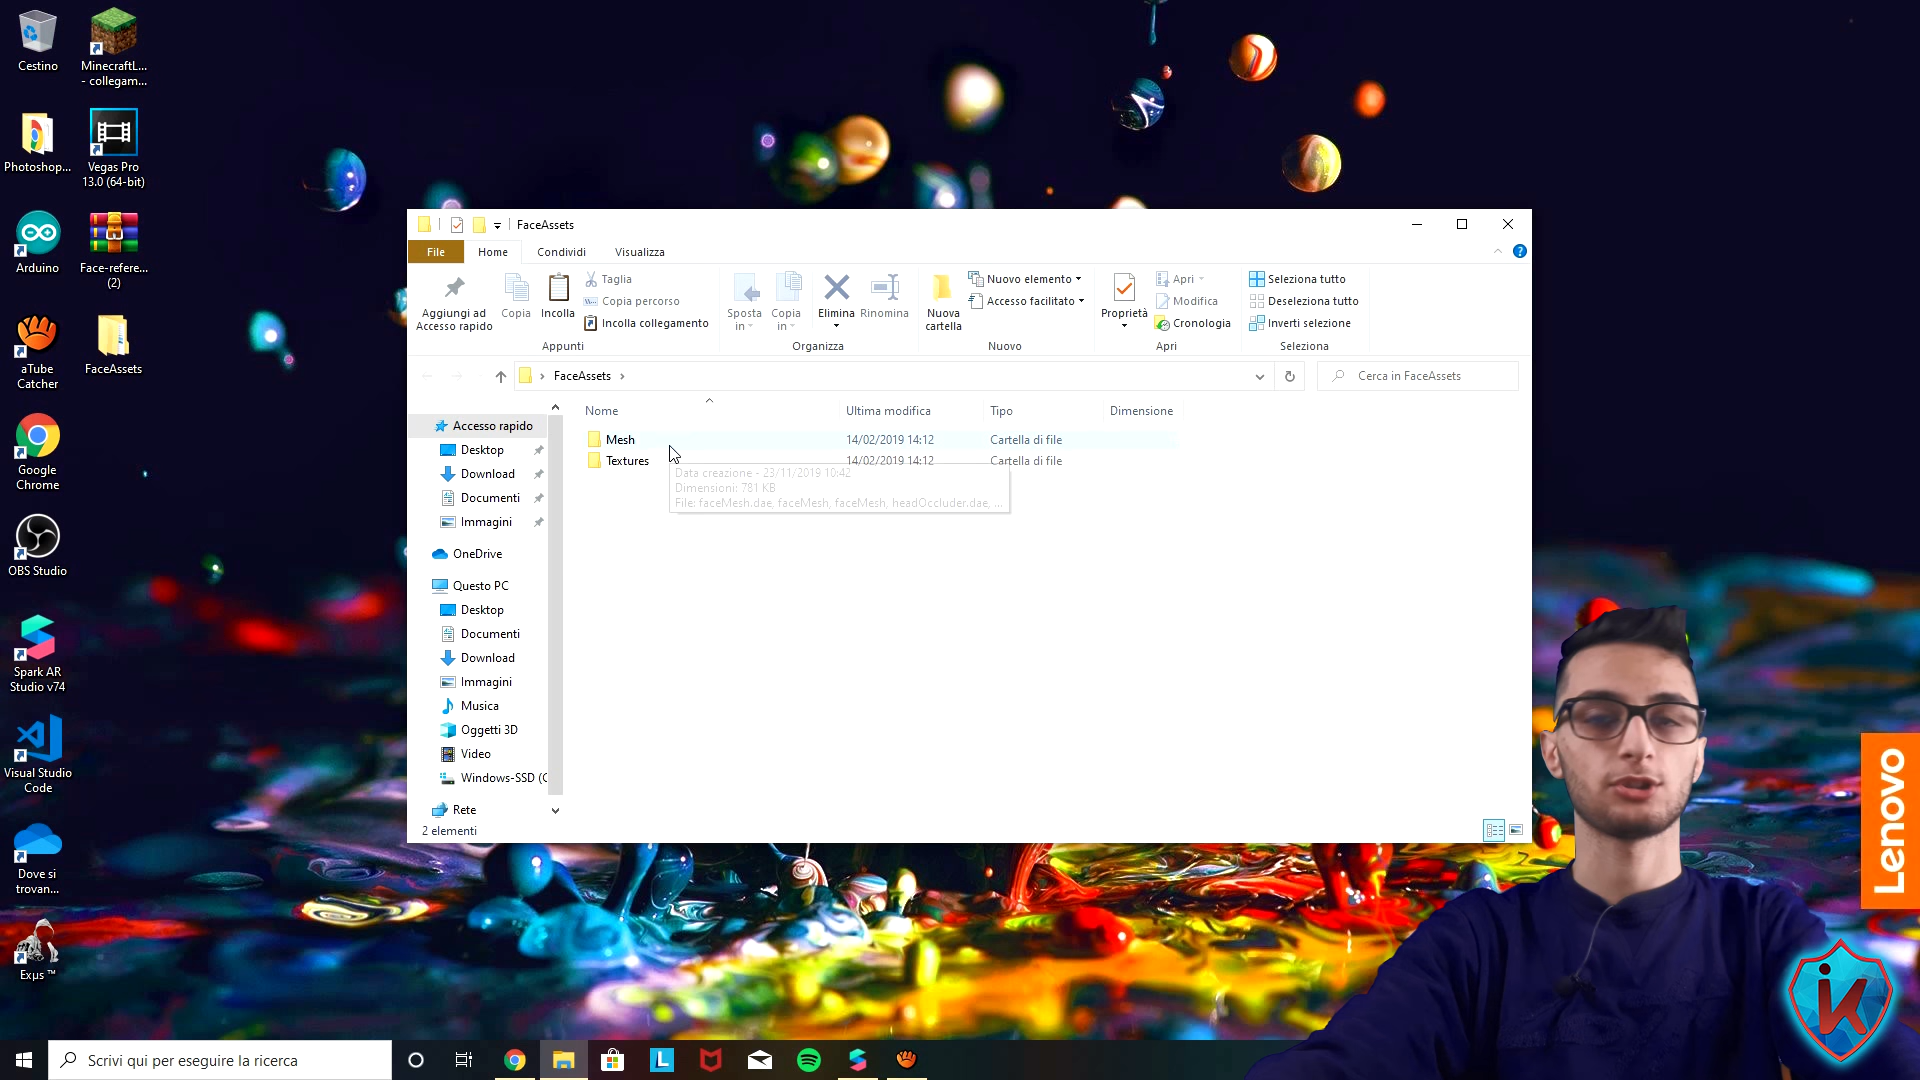 Cestino
MinecraftL...
- collegam...
Photoshop...
Vegas Pro
13.0 (64-bit)
Arduino
Face-refere...
(2)
aTube
Catcher
FaceAssets
Google
Chrome
OBS Studio
Spark AR
Studio v74
Visual Studio
Code
Dove si
trovan...
Exµs ™
FaceAssets
File
Home
Condividi
Visualizza
Aggiungi ad
Accesso rapido
Copia
Incolla
Taglia
Copia percorso
Incolla collegamento
Appunti
Sposta
in
Copia
in
Elimina
Rinomina
Organizza
Nuova
cartella
Nuovo elemento
Accesso facilitato
Nuovo
Proprietà
Apri
Modifica
Cronologia
Apri
Seleziona tutto
Deseleziona tutto
Inverti selezione
Seleziona
FaceAssets
Cerca in FaceAssets
Nome
Ultima modifica
Tipo
Dimensione
Mesh
14/02/2019 14:12
Cartella di file
Textures
14/02/2019 14:12
Cartella di file
Data creazione - 23/11/2019 10:42
Dimensioni: 781 KB
File: faceMesh.dae, faceMesh, faceMesh, headOccluder.dae, ...
Accesso rapido
Desktop
Download
Documenti
Immagini
OneDrive
Questo PC
Desktop
Documenti
Download
Immagini
Musica
Oggetti 3D
Video
Windows-SSD (C
Rete
2 elementi
Lenovo
iK
Scrivi qui per eseguire la ricerca
L